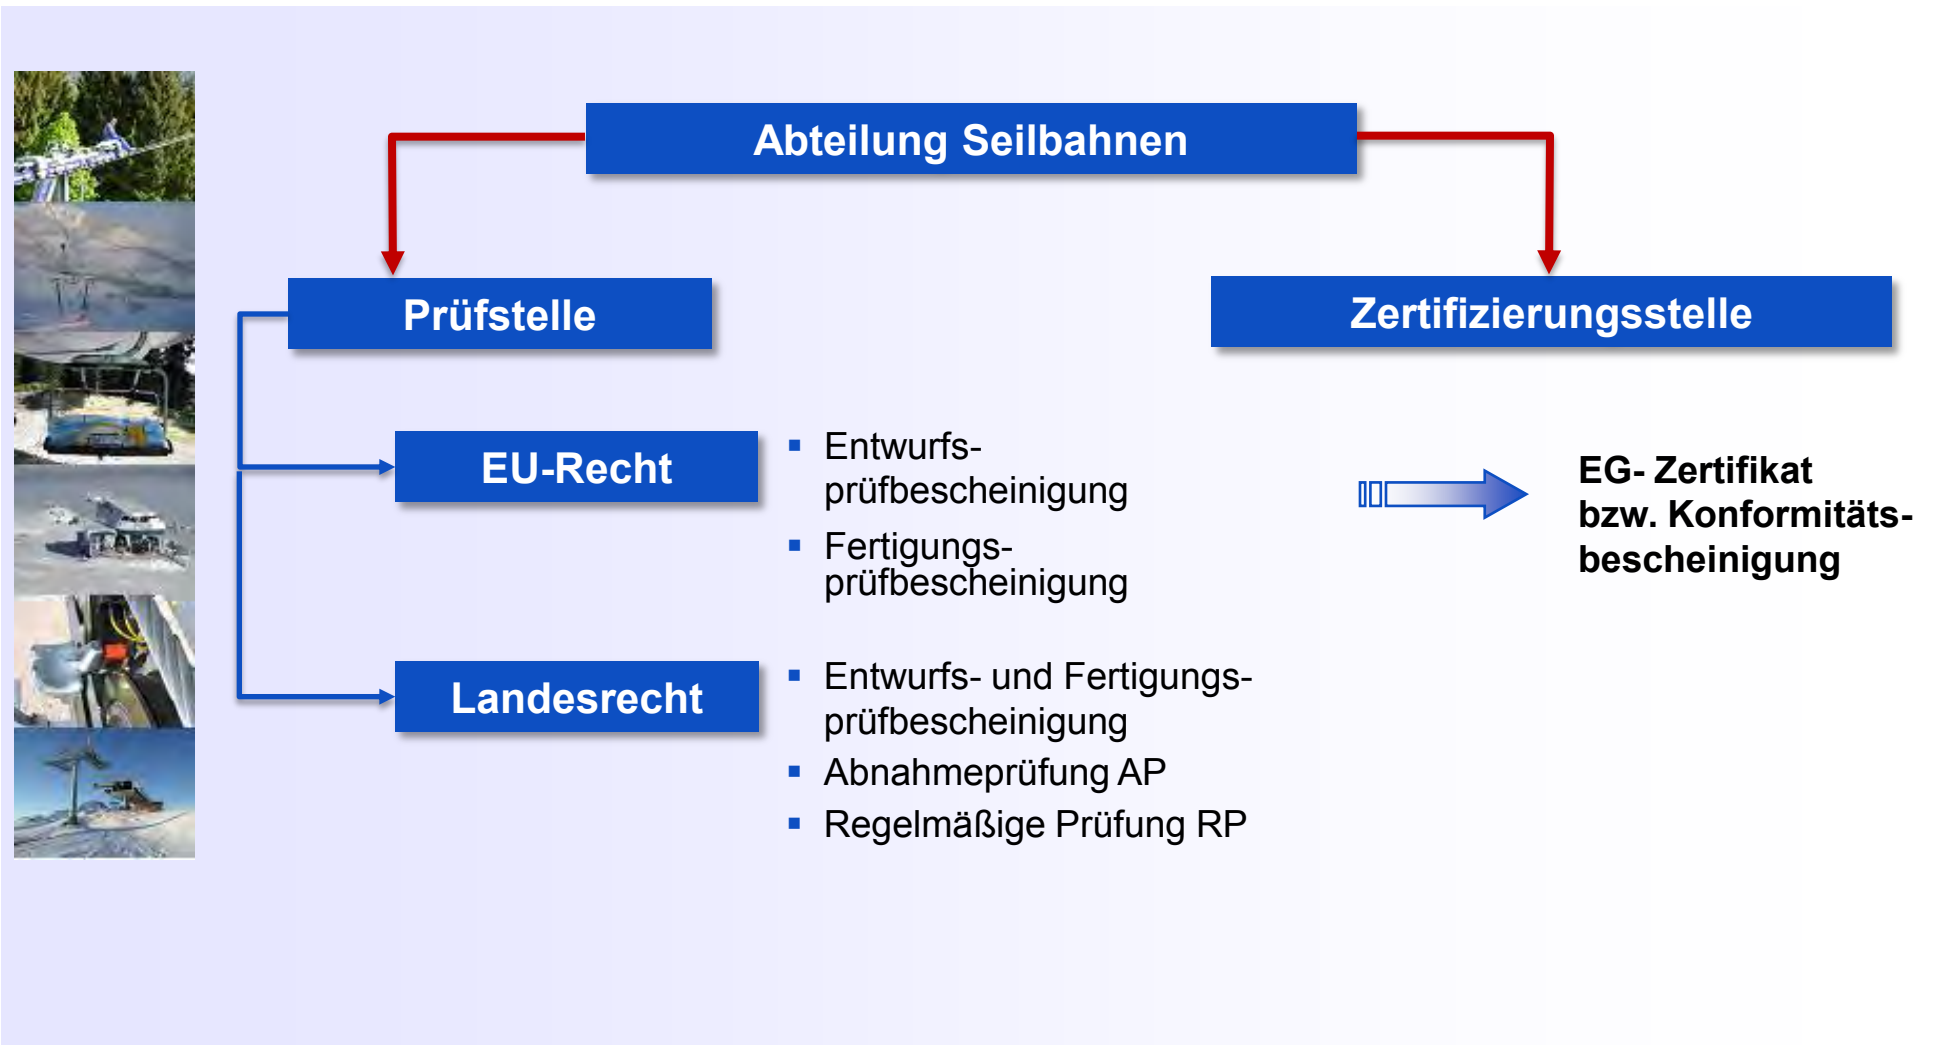 Abteilung Seilbahnen
Prüfstelle
Zertifizierungsstelle
EU-Recht
Entwurfs-
prüfbescheinigung
Fertigungs-
prüfbescheinigung
EG- Zertifikat
bzw. Konformitäts-
bescheinigung
Landesrecht
Entwurfs- und Fertigungs-
prüfbescheinigung
Abnahmeprüfung AP
Regelmäßige Prüfung RP